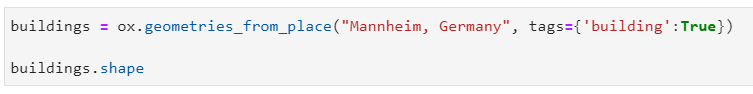 buildings = ox.geometries_from_place("Mannheim, Germany", tags={'building':True})
buildings.shape